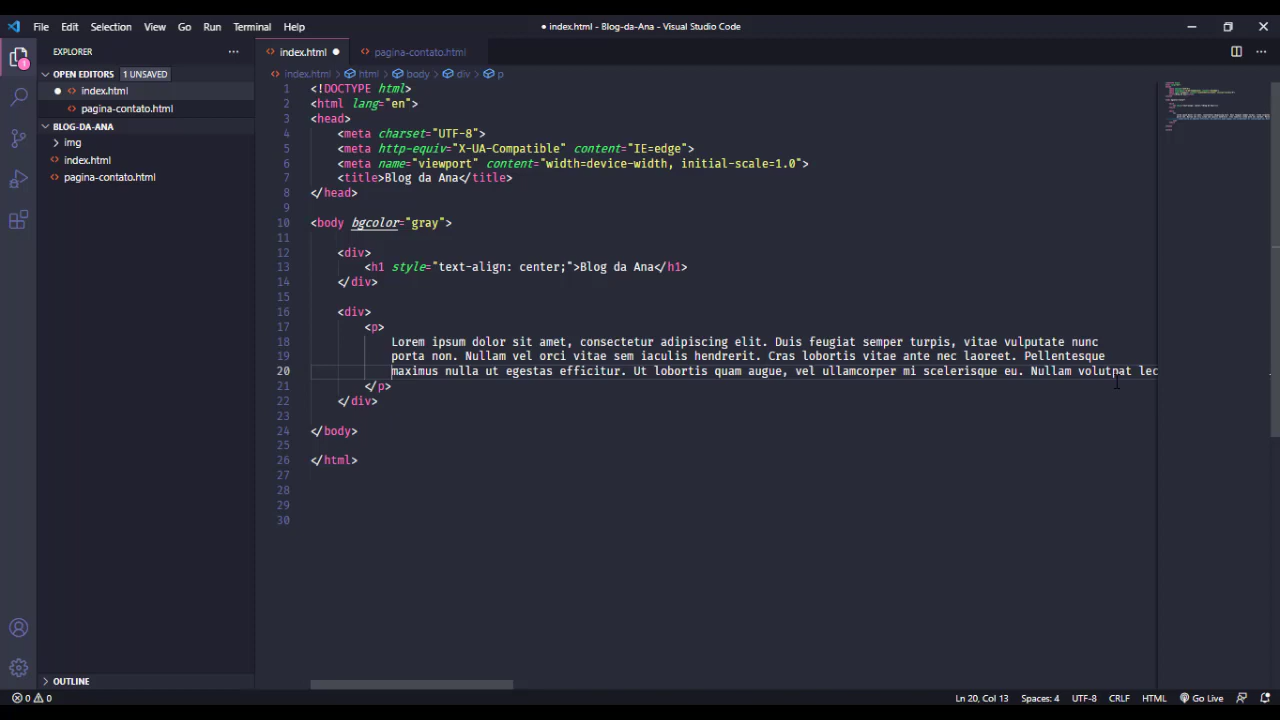 File Edit Selection View Go Run Terminal Help
● index.html - Blog-da-Ana - Visual Studio Code
EXPLORER
OPEN EDITORS 1 UNSAVED
index.html
pagina-contato.html
BLOG-DA-ANA
img
index.html
pagina-contato.html
OUTLINE
1
index.html ● pagina-contato.html
index.html > html > body > div > p
1 <!DOCTYPE html>
2 <html lang="en">
3 <head>
4 <meta charset="UTF-8">
5 <meta http-equiv="X-UA-Compatible" content="IE=edge">
6 <meta name="viewport" content="width=device-width, initial-scale=1.0">
7 <title>Blog da Ana</title>
8 </head>
9
10 <body bgcolor="gray">
11
12 <div>
13 <h1 style="text-align: center;">Blog da Ana</h1>
14 </div>
15
16 <div>
17 <p>
18 Lorem ipsum dolor sit amet, consectetur adipiscing elit. Duis feugiat semper turpis, vitae vulputate nunc
19 porta non. Nullam vel orci vitae sem iaculis hendrerit. Cras lobortis vitae ante nec laoreet. Pellentesque
20 maximus nulla ut egestas efficitur. Ut lobortis quam augue, vel ullamcorper mi scelerisque eu. Nullam volutpat lec
21 </p>
22 </div>
23
24 </body>
25
26 </html>
27
28
29
30
0 0
Ln 20, Col 13 Spaces: 4 UTF-8 CRLF HTML Go Live